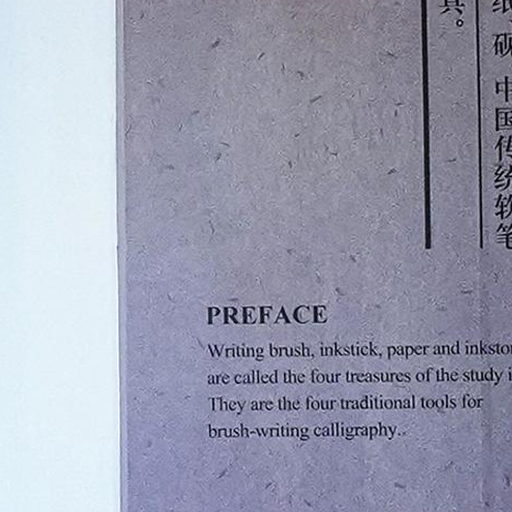 纸 砚 中国传统软笔
具。
PREFACE
Writing brush, inkstick, paper and
are called the four treasures of the study
They are the four traditional tools for
brush-writing calligraphy.